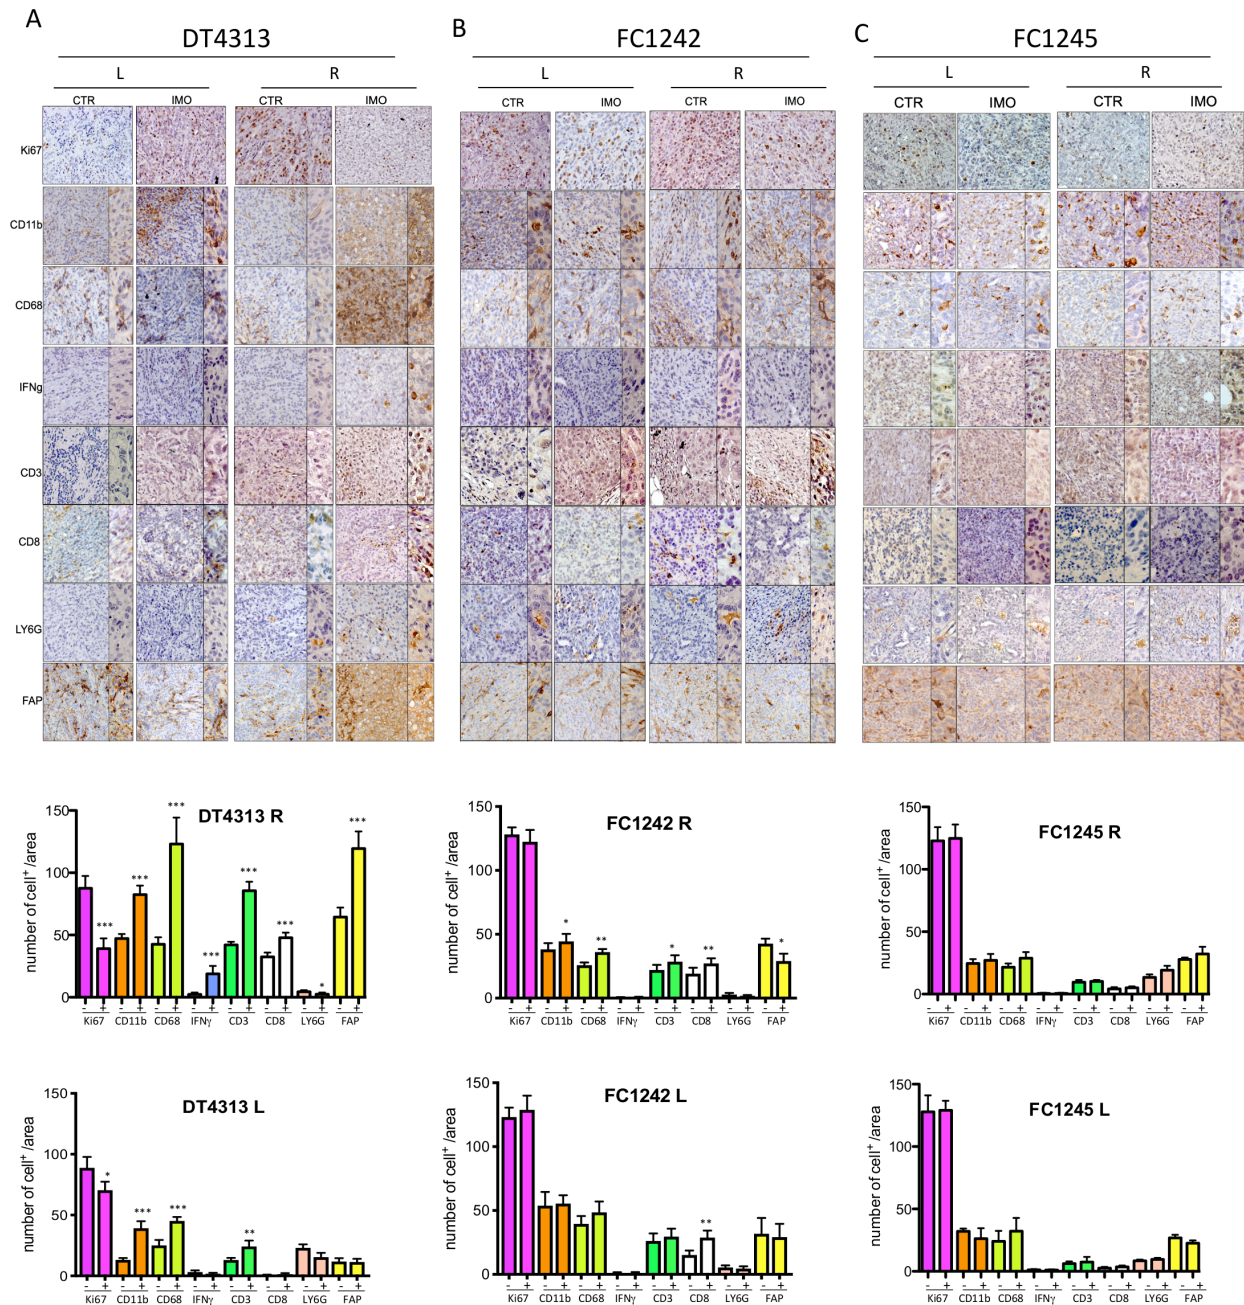 A
B
C
DT4313
FC1242
FC1245
L R
L R
L R
CTR IMO CTR IMO
CTR IMO CTR IMO
CTR IMO CTR IMO
Ki67
CD11b
CD68
IFNg
CD3
CD8
LY6G
FAP
DT4313 R
number of cell⁺/area
150
100
50
0
*** *** *** *** *** *** * ***
- + - + - + - + - + - + - + - +
Ki67 CD11b CD68 IFNγ CD3 CD8 LY6G FAP
FC1242 R
number of cell⁺/area
150
100
50
0
* ** * ** *
- + - + - + - + - + - + - + - +
Ki67 CD11b CD68 IFNγ CD3 CD8 LY6G FAP
FC1245 R
number of cell⁺/area
150
100
50
0
- + - + - + - + - + - + - + - +
Ki67 CD11b CD68 IFNγ CD3 CD8 LY6G FAP
DT4313 L
number of cell⁺/area
150
100
50
0
* *** *** **
- + - + - + - + - + - + - + - +
Ki67 CD11b CD68 IFNγ CD3 CD8 LY6G FAP
FC1242 L
number of cell⁺/area
150
100
50
0
**
- + - + - + - + - + - + - + - +
Ki67 CD11b CD68 IFNγ CD3 CD8 LY6G FAP
FC1245 L
number of cell⁺/area
150
100
50
0
- + - + - + - + - + - + - + - +
Ki67 CD11b CD68 IFNγ CD3 CD8 LY6G FAP